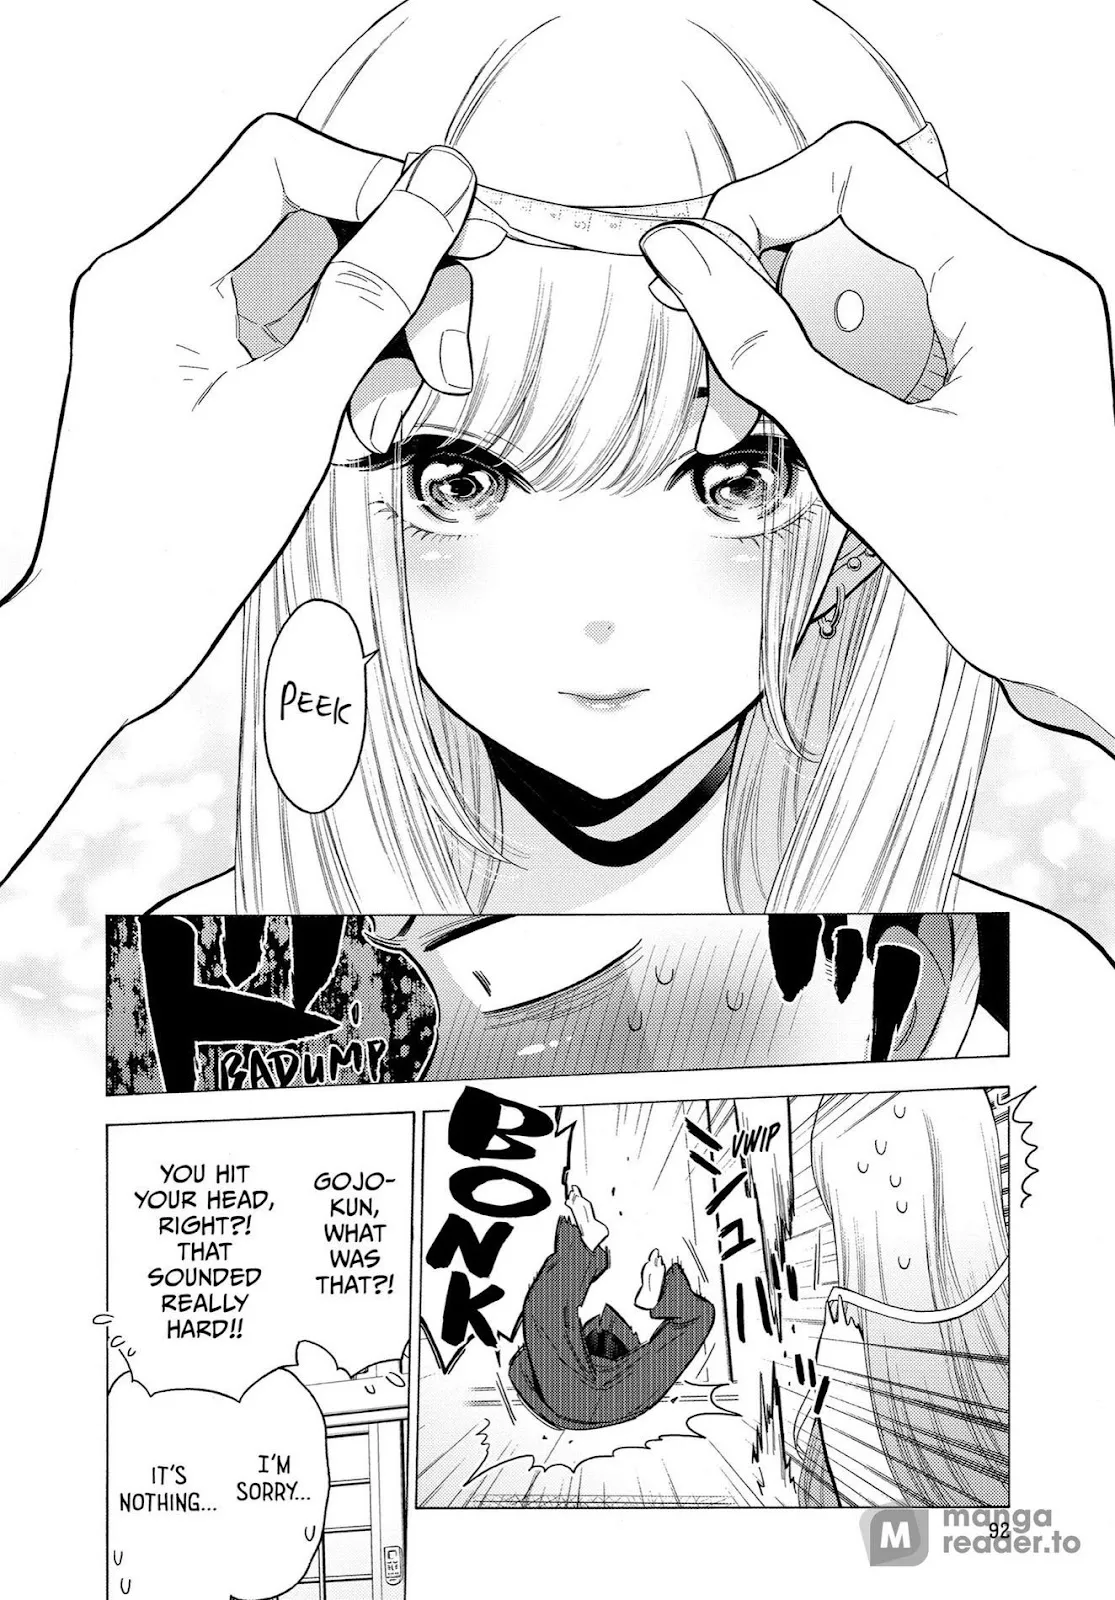 PEEK
BADUMP
VWIP
BONK
GOJO-
KUN,
WHAT
WAS
THAT?!
YOU HIT
YOUR HEAD,
RIGHT?!
THAT
SOUNDED
REALLY
HARD!!
I'M
SORRY...
IT'S
NOTHING...
92
M manga
reader.to